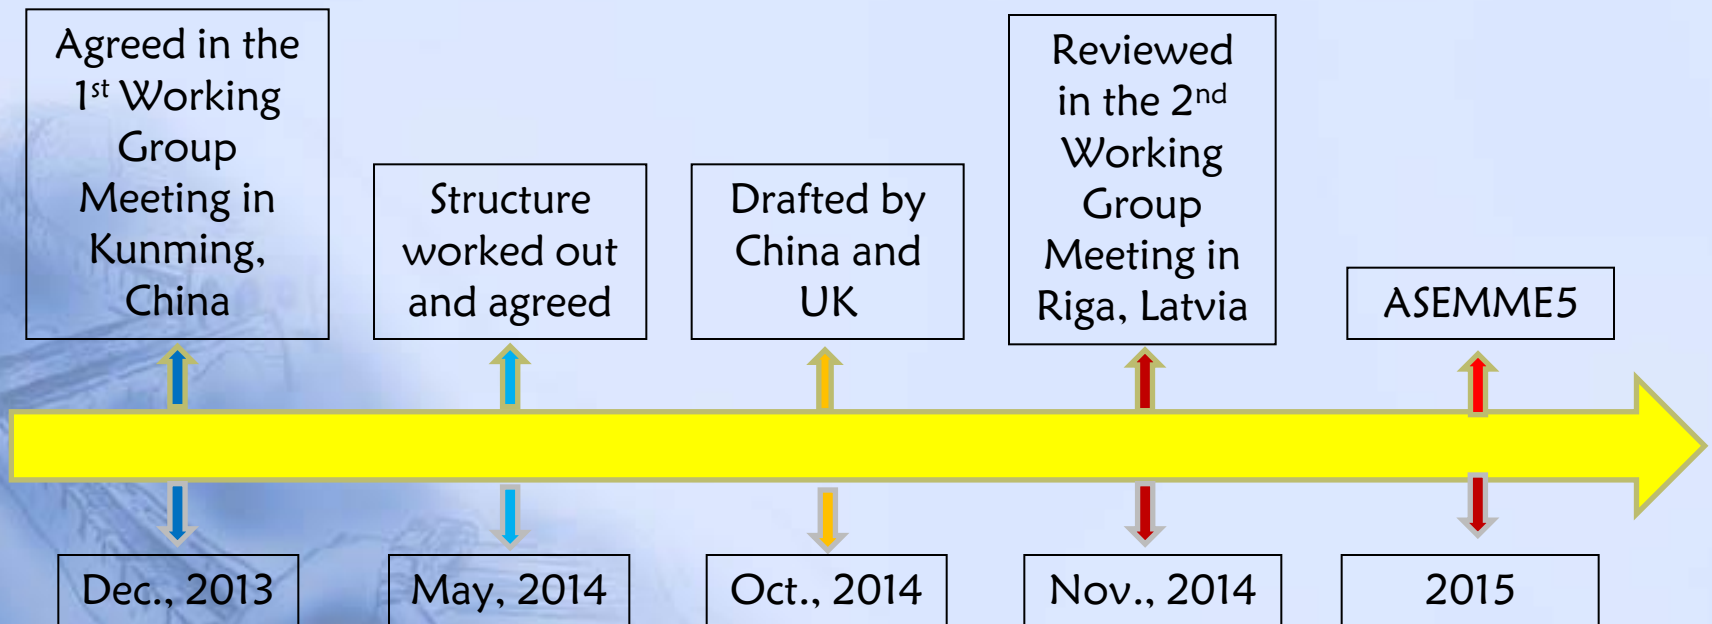 Agreed in the
1st Working
Group
Meeting in
Kunming,
China
Structure
worked out
and agreed
Drafted by
China and
UK
Reviewed
in the 2nd
Working
Group
Meeting in
Riga, Latvia
ASEMME5
Dec., 2013
May, 2014
Oct., 2014
Nov., 2014
2015